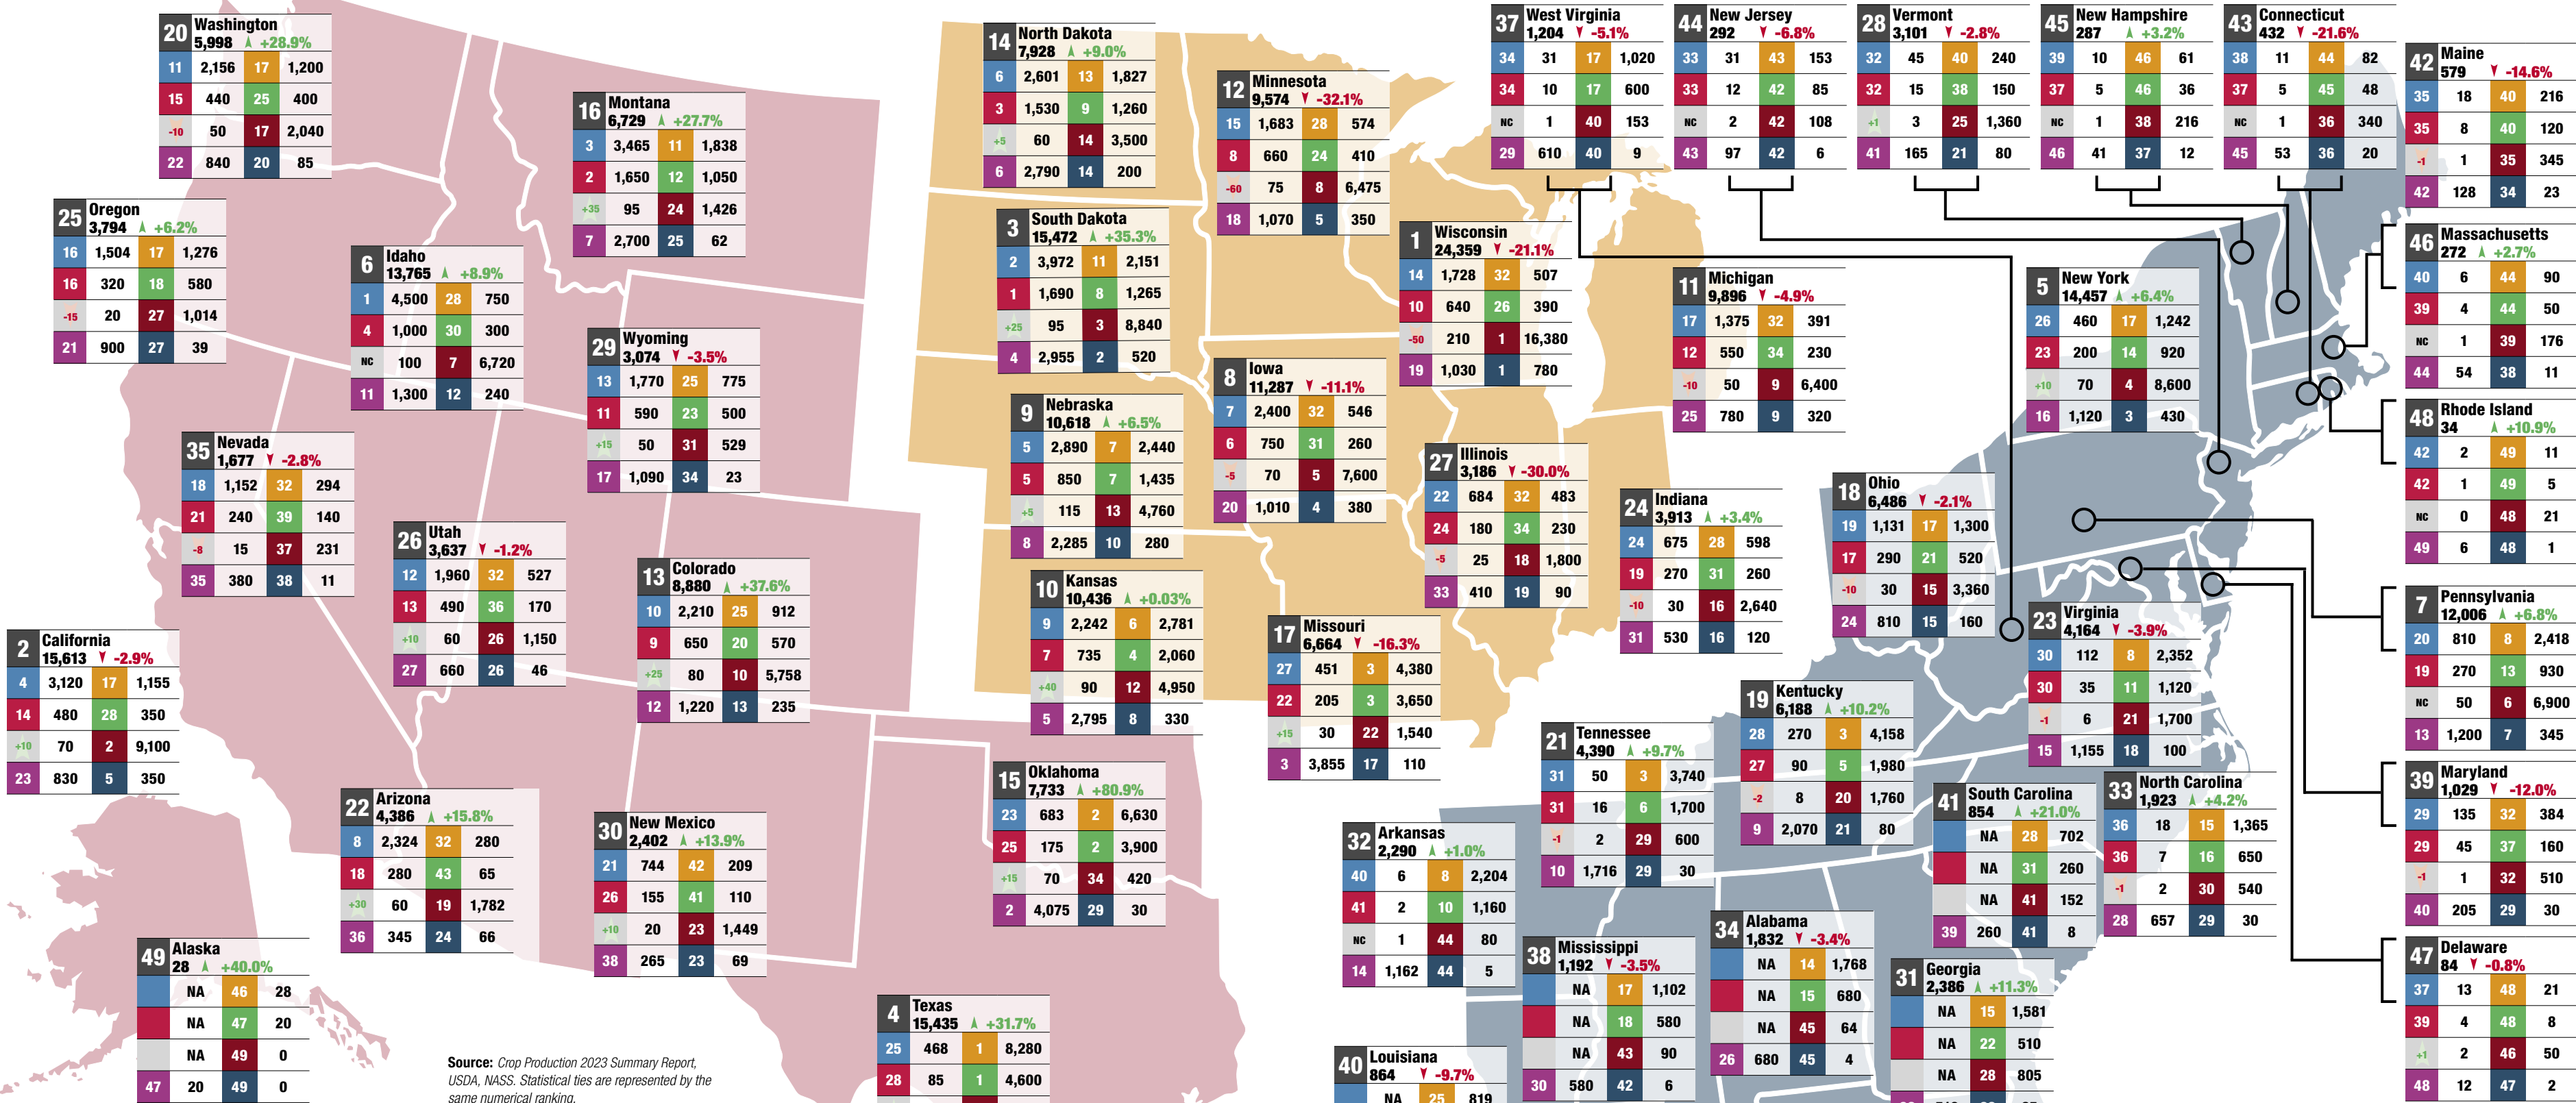 20 Washington
5,998 +28.9%
11 2,156 17 1,200
15 440 25 400
-10 50 17 2,040
22 840 20 85
25 Oregon
3,794 +6.2%
16 1,504 17 1,276
16 320 18 580
-15 20 27 1,014
21 900 27 39
16 Montana
6,729 +27.7%
3 3,465 11 1,838
2 1,650 12 1,050
+35 95 24 1,426
7 2,700 25 62
6 Idaho
13,765 +8.9%
1 4,500 28 750
4 1,000 30 300
NC 100 7 6,720
11 1,300 12 240
29 Wyoming
3,074 -3.5%
13 1,770 25 775
11 590 23 500
+15 50 31 529
17 1,090 34 23
35 Nevada
1,677 -2.8%
18 1,152 32 294
21 240 39 140
-8 15 37 231
35 380 38 11
26 Utah
3,637 -1.2%
12 1,960 32 527
13 490 36 170
+10 60 26 1,150
27 660 26 46
13 Colorado
8,880 +37.6%
10 2,210 25 912
9 650 20 570
+25 80 10 5,758
12 1,220 13 235
2 California
15,613 -2.9%
4 3,120 17 1,155
14 480 28 350
+10 70 2 9,100
23 830 5 350
22 Arizona
4,386 +15.8%
8 2,324 32 280
18 280 43 65
+30 60 19 1,782
36 345 24 66
30 New Mexico
2,402 +13.9%
21 744 42 209
26 155 41 110
+10 20 23 1,449
38 265 23 69
49 Alaska
28 +40.0%
NA 46 28
NA 47 20
NA 49 0
47 20 49 0
Source: Crop Production 2023 Summary Report,
USDA, NASS. Statistical ties are represented by the
same numerical ranking.
14 North Dakota
7,928 +9.0%
6 2,601 13 1,827
3 1,530 9 1,260
+5 60 14 3,500
6 2,790 14 200
3 South Dakota
15,472 +35.3%
2 3,972 11 2,151
1 1,690 8 1,265
+25 95 3 8,840
4 2,955 2 520
9 Nebraska
10,618 +6.5%
5 2,890 7 2,440
5 850 7 1,435
+5 115 13 4,760
8 2,285 10 280
10 Kansas
10,436 +0.03%
9 2,242 6 2,781
7 735 4 2,060
+40 90 12 4,950
5 2,795 8 330
15 Oklahoma
7,733 +80.9%
23 683 2 6,630
25 175 2 3,900
+15 70 34 420
2 4,075 29 30
4 Texas
15,435 +31.7%
25 468 1 8,280
28 85 1 4,600
12 Minnesota
9,574 -32.1%
15 1,683 28 574
8 660 24 410
-60 75 8 6,475
18 1,070 5 350
1 Wisconsin
24,359 -21.1%
14 1,728 32 507
10 640 26 390
-50 210 1 16,380
19 1,030 1 780
8 Iowa
11,287 -11.1%
7 2,400 32 546
6 750 31 260
-5 70 5 7,600
20 1,010 4 380
27 Illinois
3,186 -30.0%
22 684 32 483
24 180 34 230
-5 25 18 1,800
33 410 19 90
17 Missouri
6,664 -16.3%
27 451 3 4,380
22 205 3 3,650
+15 30 22 1,540
3 3,855 17 110
11 Michigan
9,896 -4.9%
17 1,375 32 391
12 550 34 230
-10 50 9 6,400
25 780 9 320
24 Indiana
3,913 +3.4%
24 675 28 598
19 270 31 260
-10 30 16 2,640
31 530 16 120
18 Ohio
6,486 -2.1%
19 1,131 17 1,300
17 290 21 520
-10 30 15 3,360
24 810 15 160
37 West Virginia
1,204 -5.1%
34 31 17 1,020
34 10 17 600
NC 1 40 153
29 610 40 9
44 New Jersey
292 -6.8%
33 31 43 153
33 12 42 85
NC 2 42 108
43 97 42 6
28 Vermont
3,101 -2.8%
32 45 40 240
32 15 38 150
+1 3 25 1,360
41 165 21 80
45 New Hampshire
287 +3.2%
39 10 46 61
37 5 46 36
NC 1 38 216
46 41 37 12
43 Connecticut
432 -21.6%
38 11 44 82
37 5 45 48
NC 1 36 340
45 53 36 20
42 Maine
579 -14.6%
35 18 40 216
35 8 40 120
-1 1 35 345
42 128 34 23
46 Massachusetts
272 +2.7%
40 6 44 90
39 4 44 50
NC 1 39 176
44 54 38 11
5 New York
14,457 +6.4%
26 460 17 1,242
23 200 14 920
+10 70 4 8,600
16 1,120 3 430
48 Rhode Island
34 +10.9%
42 2 49 11
42 1 49 5
NC 0 48 21
49 6 48 1
7 Pennsylvania
12,006 +6.8%
20 810 8 2,418
19 270 13 930
NC 50 6 6,900
13 1,200 7 345
23 Virginia
4,164 -3.9%
30 112 8 2,352
30 35 11 1,120
-1 6 21 1,700
15 1,155 18 100
19 Kentucky
6,188 +10.2%
28 270 3 4,158
27 90 5 1,980
-2 8 20 1,760
9 2,070 21 80
21 Tennessee
4,390 +9.7%
31 50 3 3,740
31 16 6 1,700
-1 2 29 600
10 1,716 29 30
39 Maryland
1,029 -12.0%
29 135 32 384
29 45 37 160
-1 1 32 510
40 205 29 30
33 North Carolina
1,923 +4.2%
36 18 15 1,365
36 7 16 650
-1 2 30 540
28 657 29 30
41 South Carolina
854 +21.0%
NA 28 702
NA 31 260
NA 41 152
39 260 41 8
32 Arkansas
2,290 +1.0%
40 6 8 2,204
41 2 10 1,160
NC 1 44 80
14 1,162 44 5
34 Alabama
1,832 -3.4%
NA 14 1,768
NA 15 680
NA 45 64
26 680 45 4
38 Mississippi
1,192 -3.5%
NA 17 1,102
NA 18 580
NA 43 90
30 580 42 6
31 Georgia
2,386 +11.3%
NA 15 1,581
NA 22 510
NA 28 805
47 Delaware
84 -0.8%
37 13 48 21
39 4 48 8
+1 2 46 50
48 12 47 2
40 Louisiana
864 -9.7%
NA 25 819